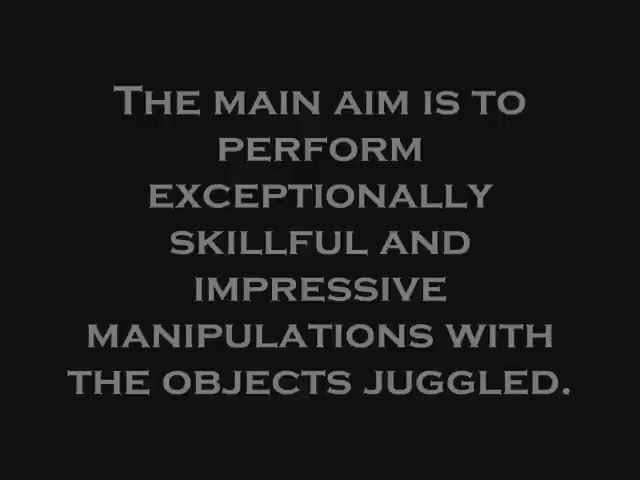 The main aim is to
perform
exceptionally
skillful and
impressive
manipulations with
the objects juggled.